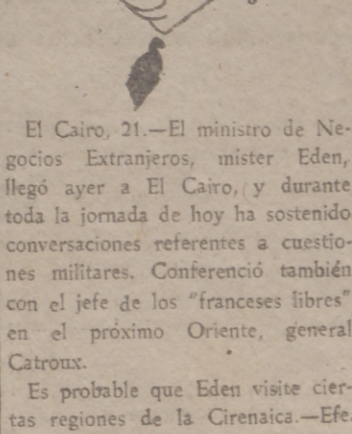 El Cairo, 21.—El ministro de Ne-
gocios Extranjeros, mister Eden,
llegó ayer a El Cairo, y durante
toda la jornada de hoy ha sostenido
conversaciones referentes a cuestio-
nes militares. Conferenció también
con el jefe de los "franceses libres"
en el próximo Oriente, general
Catroux.
Es probable que Eden visite cier-
tas regiones de la Cirenaica.—Efe.